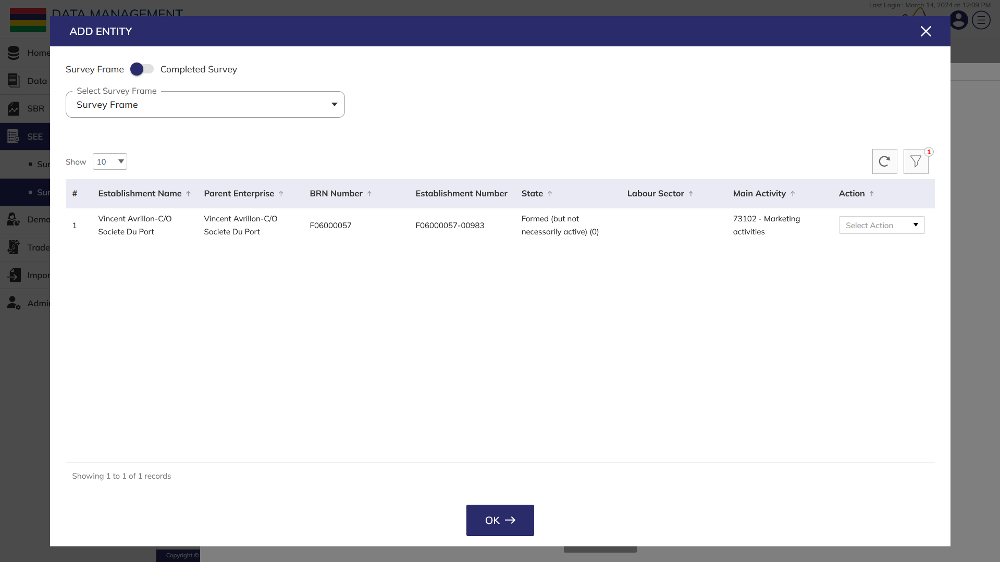 Last Login : March 14, 2024 at 12:09 PM
DATA MANAGEMENT
ADD ENTITY
Home
Data
SBR
SEE
Demo
Trade
Survey Frame
Completed Survey
Select Survey Frame
Survey Frame
Show
10
1
# Establishment Name Parent Enterprise BRN Number Establishment Number State Labour Sector Main Activity Action
1 Vincent Avrillon-C/O Societe Du Port Vincent Avrillon-C/O Societe Du Port F06000057 F06000057-00983 Formed (but not necessarily active) (0) 73102 - Marketing activities Select Action
Showing 1 to 1 of 1 records
OK
Copyright ©